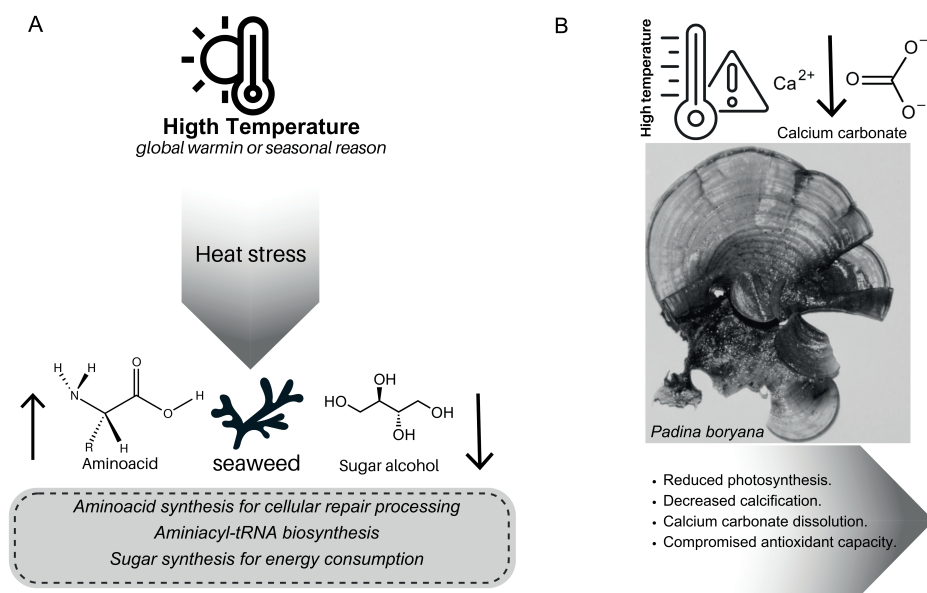 A
Higth Temperature
global warmin or seasonal reason
Heat stress
H
H
N
O
O
H
R
H
Aminoacid
seaweed
OH
HO
OH
OH
Sugar alcohol
Aminoacid synthesis for cellular repair processing
Aminiacyl-tRNA biosynthesis
Sugar synthesis for energy consumption
B
High temperature
Ca2+
O
O−
O−
Calcium carbonate
Padina boryana
• Reduced photosynthesis.
• Decreased calcification.
• Calcium carbonate dissolution.
• Compromised antioxidant capacity.